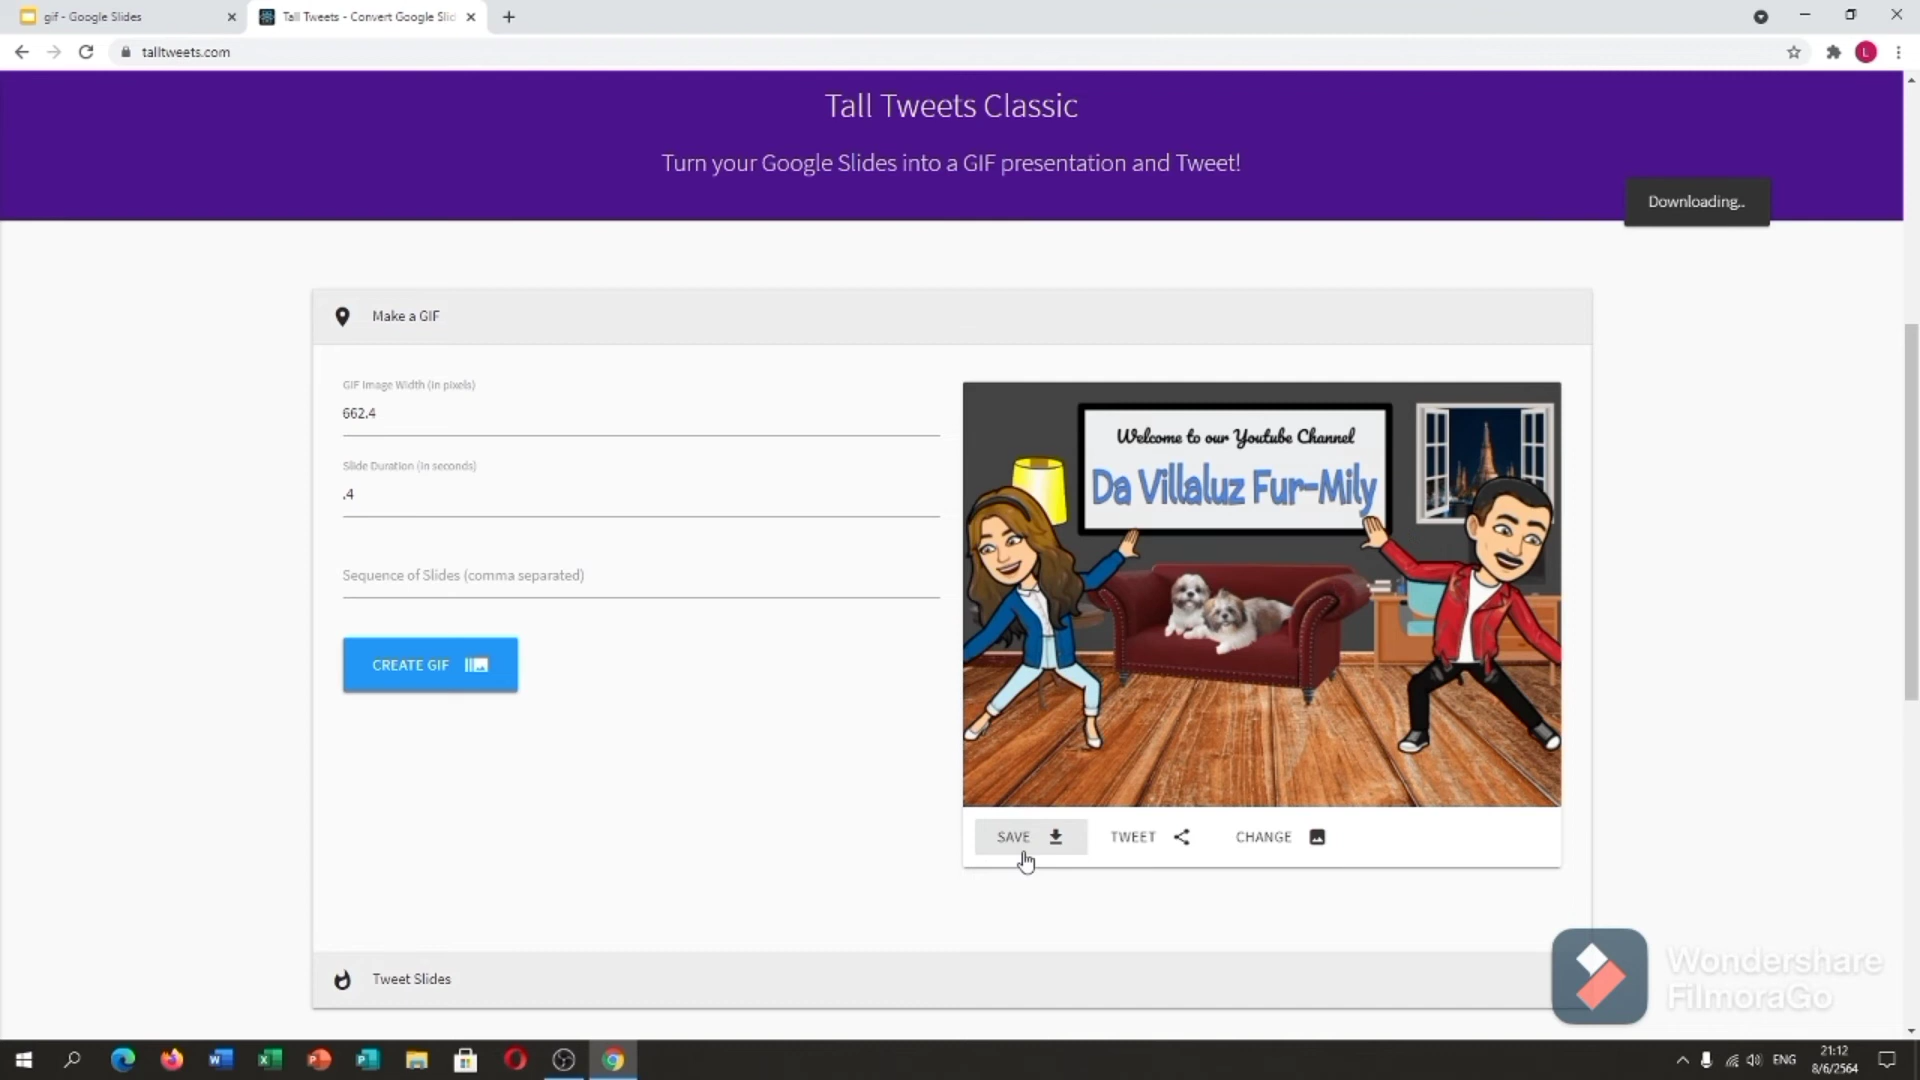 gif - Google Slides
Tall Tweets - Convert Google Slid
talltweets.com
L
Tall Tweets Classic
Turn your Google Slides into a GIF presentation and Tweet!
Downloading..
Make a GIF
GIF Image Width (in pixels)
662.4
Slide Duration (in seconds)
.4
Sequence of Slides (comma separated)
CREATE GIF
Welcome to our Youtube Channel
Da Villaluz Fur-Mily
SAVE
TWEET
CHANGE
Tweet Slides
Wondershare
FilmoraGo
ENG
21:12
8/6/2564